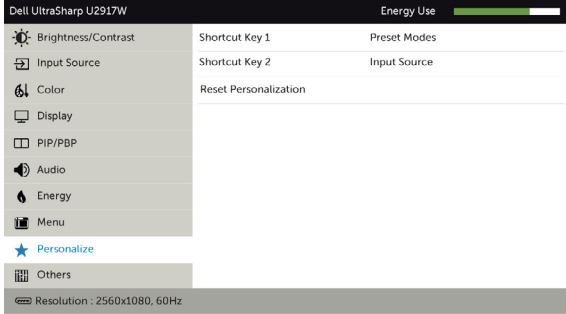 Dell UltraSharp U2917W Energy Use
Brightness/Contrast Shortcut Key 1 Preset Modes
Input Source Shortcut Key 2 Input Source
Color Reset Personalization
Display
PIP/PBP
Audio
Energy
Menu
Personalize
Others
Resolution : 2560x1080, 60Hz